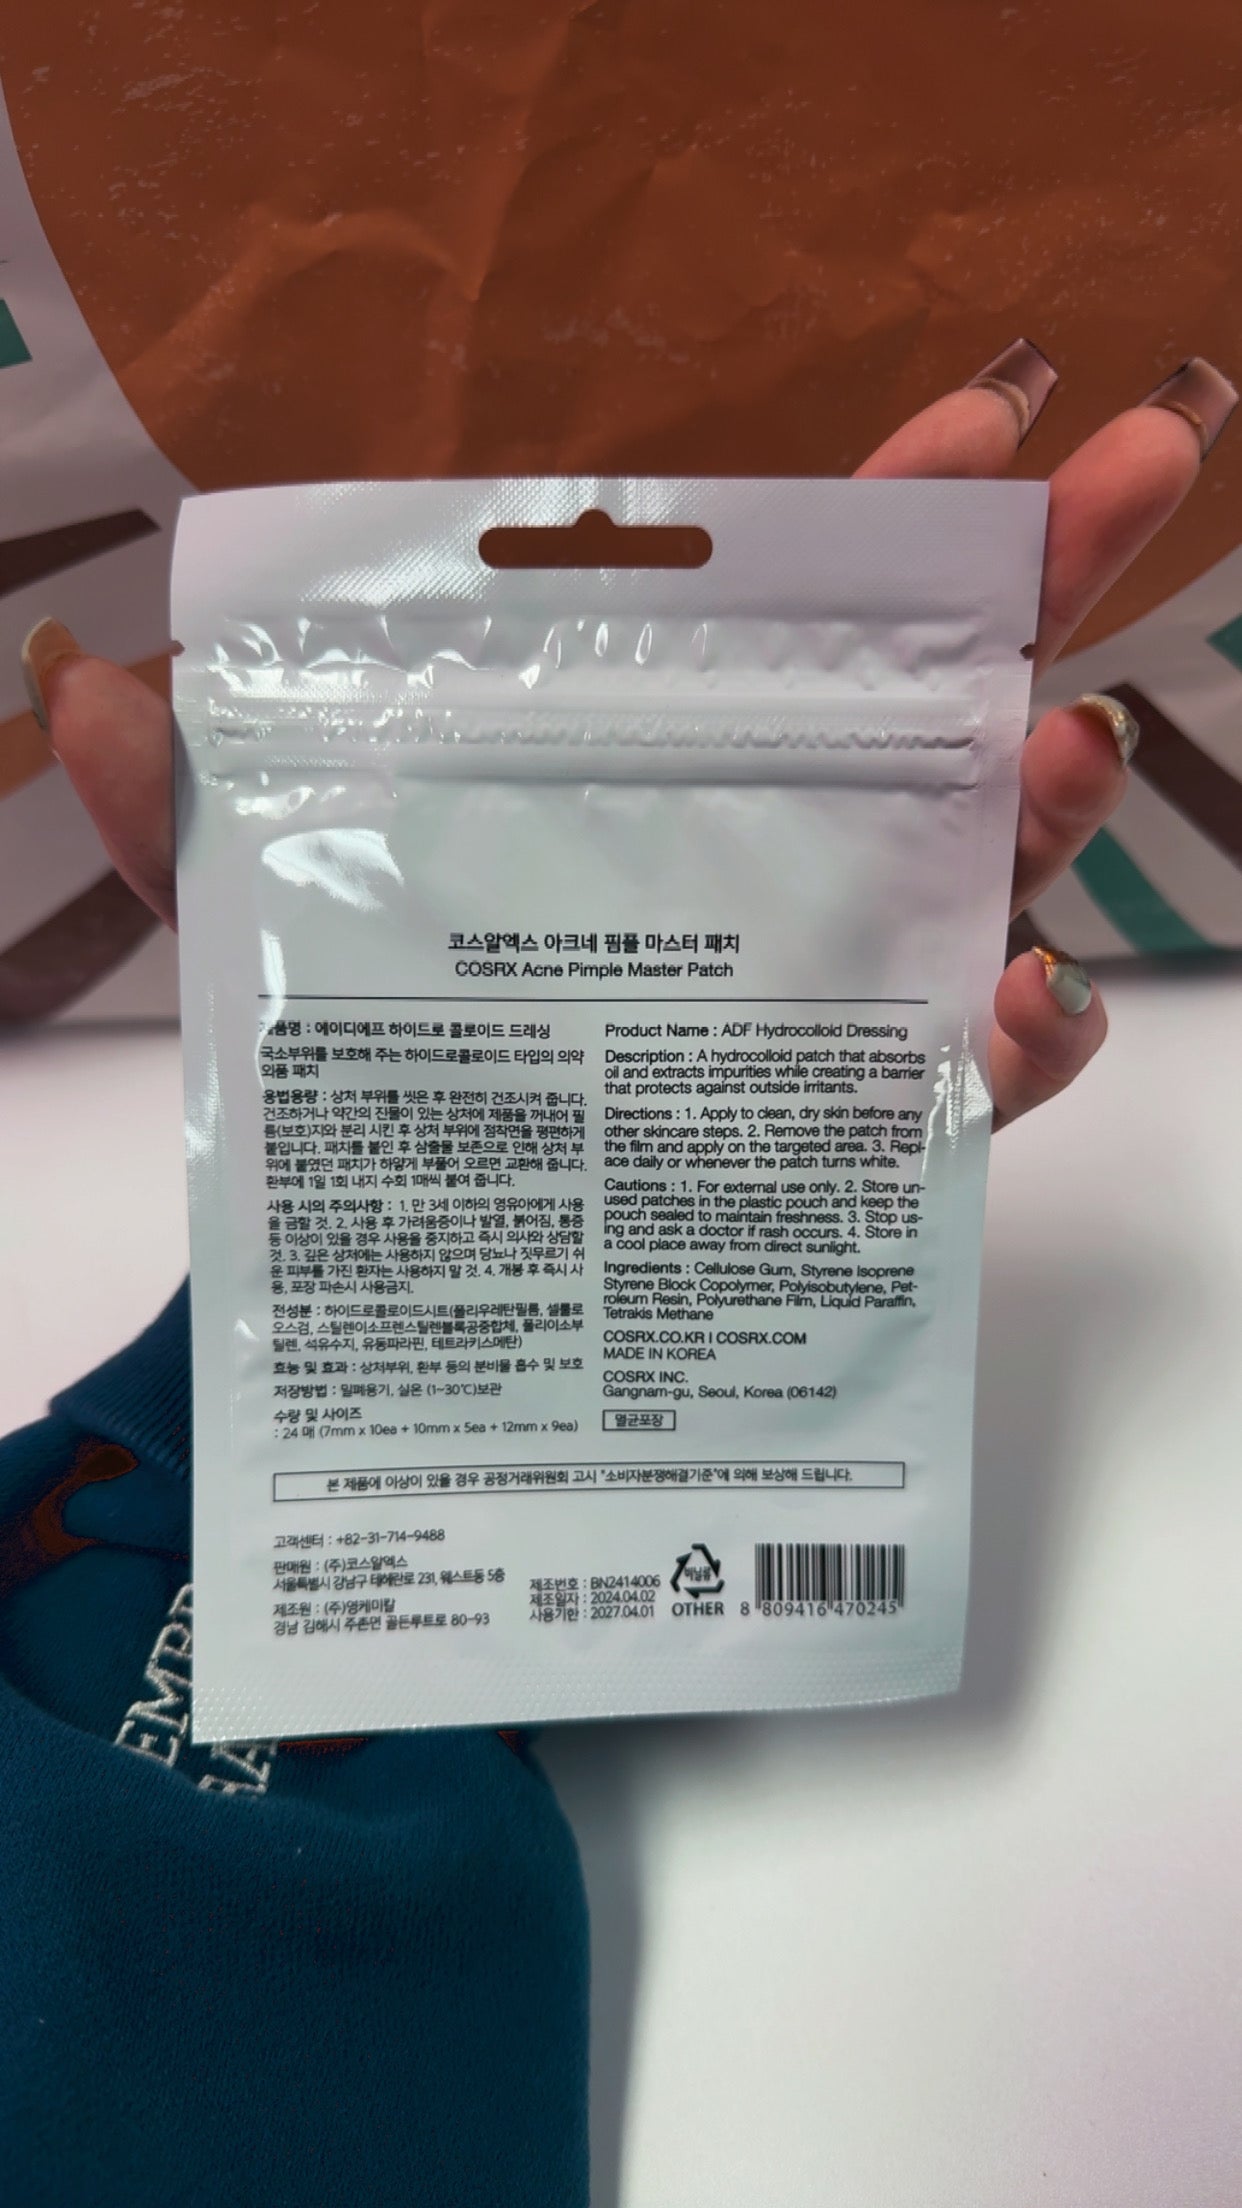 코스알엑스 아크네 핌플 마스터 패치
COSRX Acne Pimple Master Patch
제품명 : 에이디에프 하이드로 콜로이드 드레싱
국소부위를 보호해 주는 하이드로콜로이드 타입의 의약
외품 패치
용법용량 : 상처 부위를 씻은 후 완전히 건조시켜 줍니다.
건조하거나 약간의 진물이 있는 상처에 제품을 꺼내어 필
름(보호)지와 분리 시킨 후 상처 부위에 점착면을 평편하게
붙입니다. 패치를 붙인 후 삼출물 보존으로 인해 상처 부
위에 붙였던 패치가 하얗게 부풀어 오르면 교환해 줍니다.
환부에 1일 1회 내지 수회 1매씩 붙여 줍니다.
사용 시의 주의사항 : 1. 만 3세 이하의 영유아에게 사용
을 금할 것. 2. 사용 후 가려움증이나 발열, 붉어짐, 통증
등 이상이 있을 경우 사용을 중지하고 즉시 의사와 상담할
것. 3. 깊은 상처에는 사용하지 않으며 당뇨나 짓무르기 쉬
운 피부를 가진 환자는 사용하지 말 것. 4. 개봉 후 즉시 사
용, 포장 파손시 사용금지.
전성분 : 하이드로콜로이드시트(폴리우레탄필름, 셀룰로
오스검, 스틸렌이소프렌스틸렌블록공중합체, 폴리이소부
틸렌, 석유수지, 유동파라핀, 테트라키스메탄)
효능 및 효과 : 상처부위, 환부 등의 분비물 흡수 및 보호
저장방법 : 밀폐용기, 실온 (1~30℃)보관
수량 및 사이즈
: 24 매 (7mm x 10ea + 10mm x 5ea + 12mm x 9ea)
Product Name : ADF Hydrocolloid Dressing
Description : A hydrocolloid patch that absorbs
oil and extracts impurities while creating a barrier
that protects against outside irritants.
Directions : 1. Apply to clean, dry skin before any
other skincare steps. 2. Remove the patch from
the film and apply on the targeted area. 3. Repl-
ace daily or whenever the patch turns white.
Cautions : 1. For external use only. 2. Store un-
used patches in the plastic pouch and keep the
pouch sealed to maintain freshness. 3. Stop us-
ing and ask a doctor if rash occurs. 4. Store in
a cool place away from direct sunlight.
Ingredients : Cellulose Gum, Styrene Isoprene
Styrene Block Copolymer, Polyisobutylene, Pet-
roleum Resin, Polyurethane Film, Liquid Paraffin,
Tetrakis Methane
COSRX.CO.KR I COSRX.COM
MADE IN KOREA
COSRX INC.
Gangnam-gu, Seoul, Korea (06142)
멸균포장
본 제품에 이상이 있을 경우 공정거래위원회 고시 "소비자분쟁해결기준"에 의해 보상해 드립니다.
고객센터 : +82-31-714-9488
판매원 : (주)코스알엑스
서울특별시 강남구 테헤란로 231, 웨스트동 5층
제조원 : (주)영케미칼
경남 김해시 주촌면 골든루트로 80-93
제조번호 : BN2414006
제조일자 : 2024.04.02
사용기한 : 2027.04.01
비닐류
OTHER
8 809416 470245
EMPR